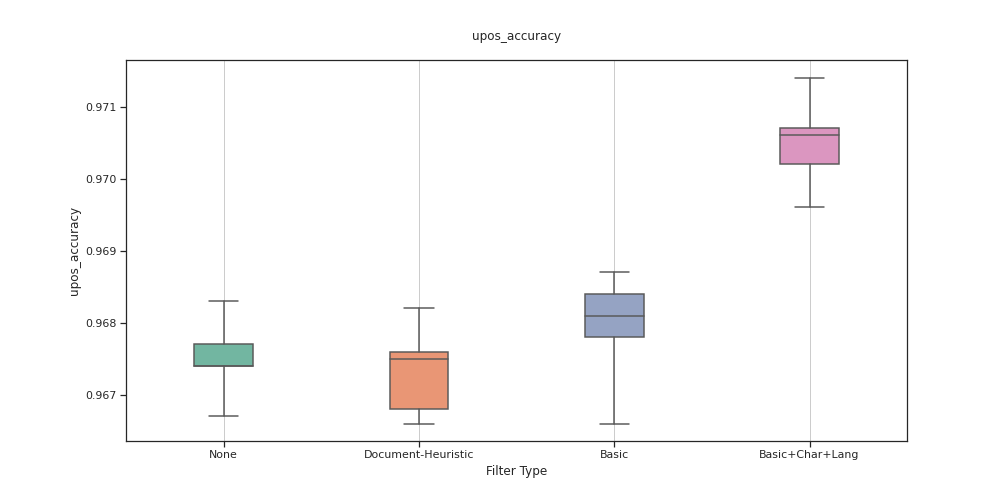 upos_accuracy
0.971
0.970
0.969
0.968
0.967
upos_accuracy
None
Document-Heuristic
Basic
Basic+Char+Lang
Filter Type